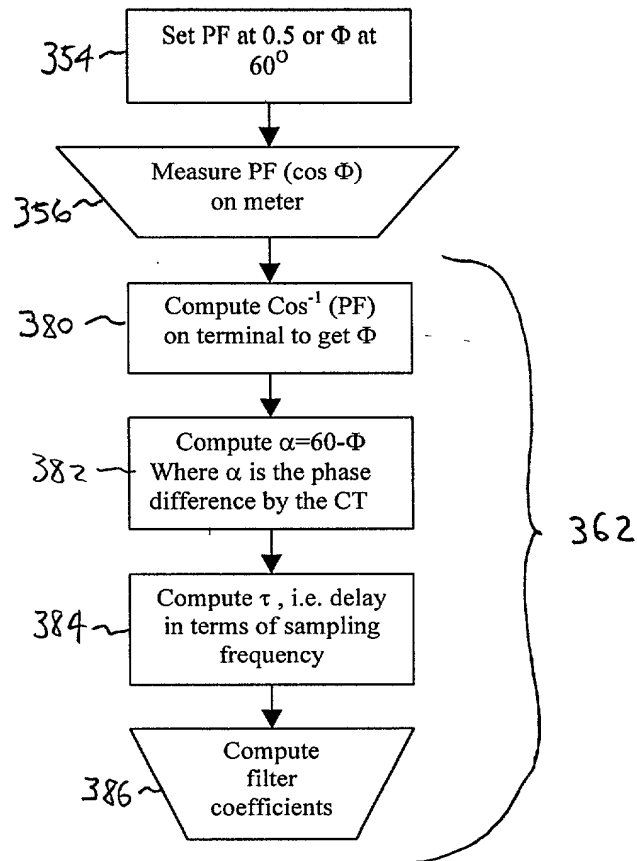 354
Set PF at 0.5 or Φ at
60⁰
356
Measure PF (cos Φ)
on meter
380
Compute Cos⁻¹ (PF)
on terminal to get Φ
382
Compute α=60-Φ
Where α is the phase
difference by the CT
362
384
Compute τ , i.e. delay
in terms of sampling
frequency
386
Compute
filter
coefficients